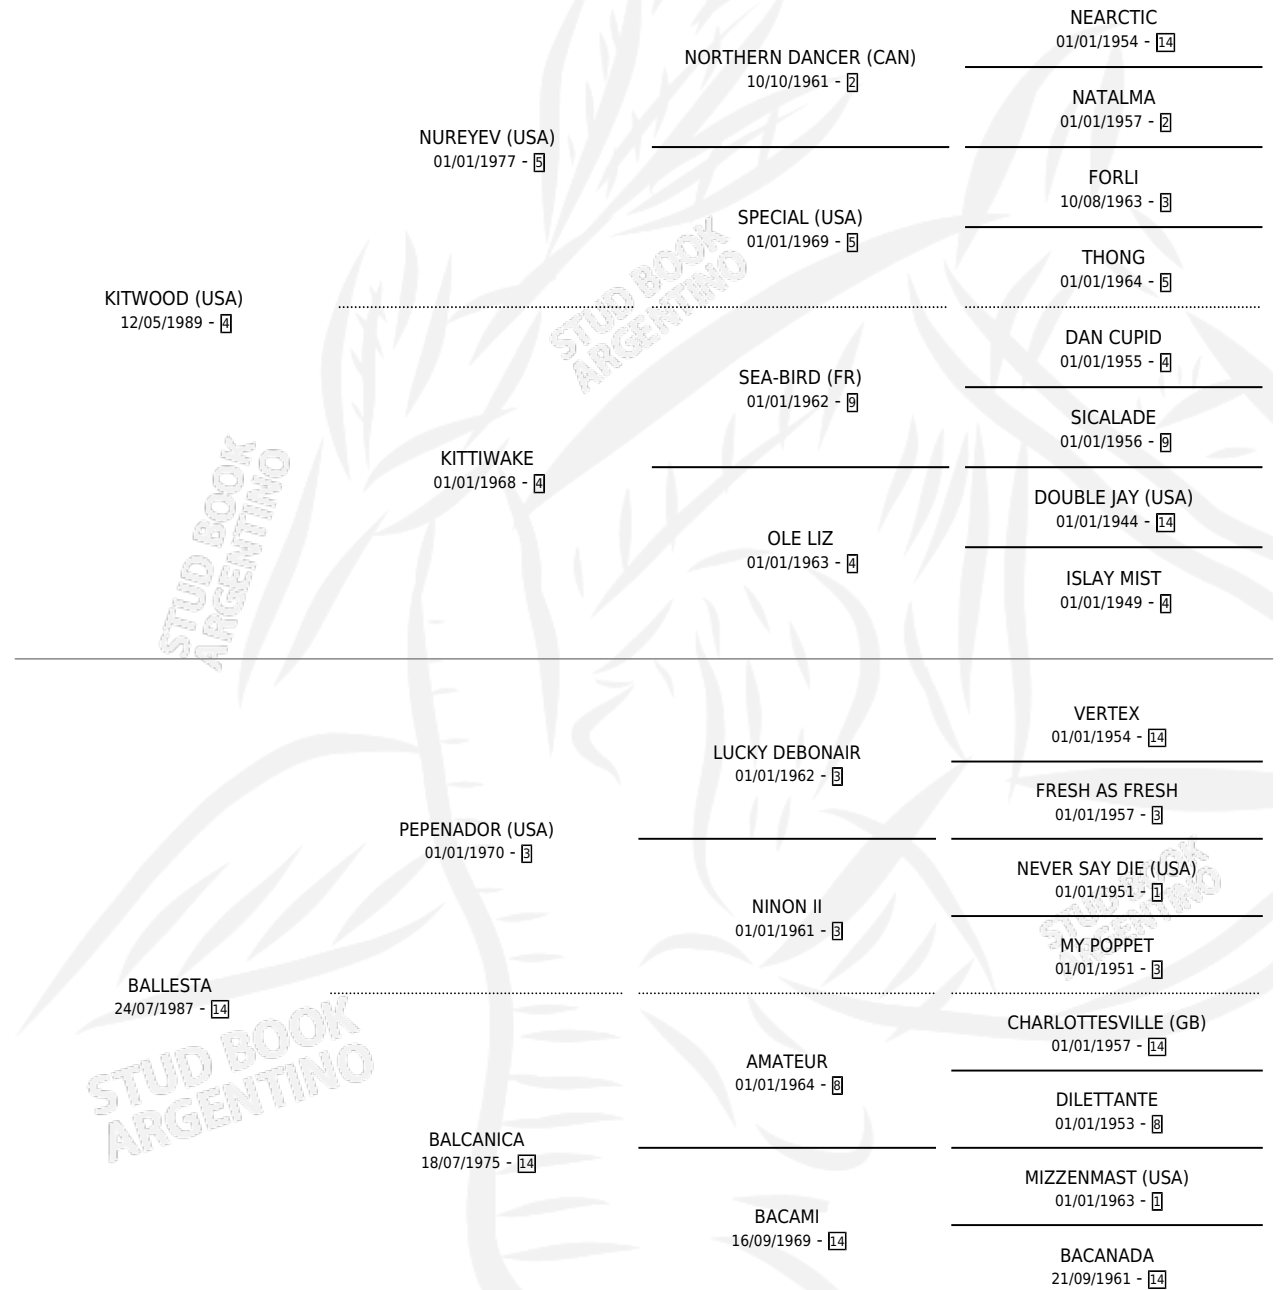 NEARCTIC
01/01/1954 - 14
NORTHERN DANCER (CAN)
10/10/1961 - 2
NATALMA
01/01/1957 - 2
NUREYEV (USA)
01/01/1977 - 5
FORLI
10/08/1963 - 3
SPECIAL (USA)
01/01/1969 - 5
THONG
01/01/1964 - 5
KITWOOD (USA)
12/05/1989 - 4
STUD BOOK
ARGENTINO
DAN CUPID
01/01/1955 - 4
SEA-BIRD (FR)
01/01/1962 - 9
SICALADE
01/01/1956 - 9
KITTIWAKE
01/01/1968 - 4
DOUBLE JAY (USA)
01/01/1944 - 14
OLE LIZ
01/01/1963 - 4
ISLAY MIST
01/01/1949 - 4
STUD BOOK
ARGENTINO
VERTEX
01/01/1954 - 14
LUCKY DEBONAIR
01/01/1962 - 3
FRESH AS FRESH
01/01/1957 - 3
PEPENADOR (USA)
01/01/1970 - 3
NEVER SAY DIE (USA)
01/01/1951 - 1
NINON II
01/01/1961 - 3
MY POPPET
01/01/1951 - 3
STUD BOOK
ARGENTINO
BALLESTA
24/07/1987 - 14
STUD BOOK
ARGENTINO
CHARLOTTESVILLE (GB)
01/01/1957 - 14
AMATEUR
01/01/1964 - 8
DILETTANTE
01/01/1953 - 8
BALCANICA
18/07/1975 - 14
MIZZENMAST (USA)
01/01/1963 - 1
BACAMI
16/09/1969 - 14
BACANADA
21/09/1961 - 14